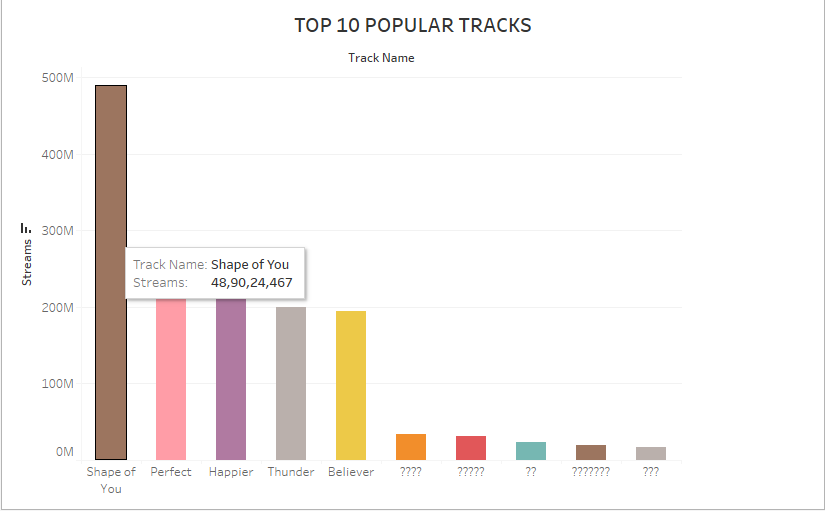 TOP 10 POPULAR TRACKS
Track Name
500M
400M
300M
200M
100M
0M
Streams
Track Name: Shape of You
Streams: 48,90,24,467
Shape of You
Perfect
Happier
Thunder
Believer
????
?????
??
???????
???